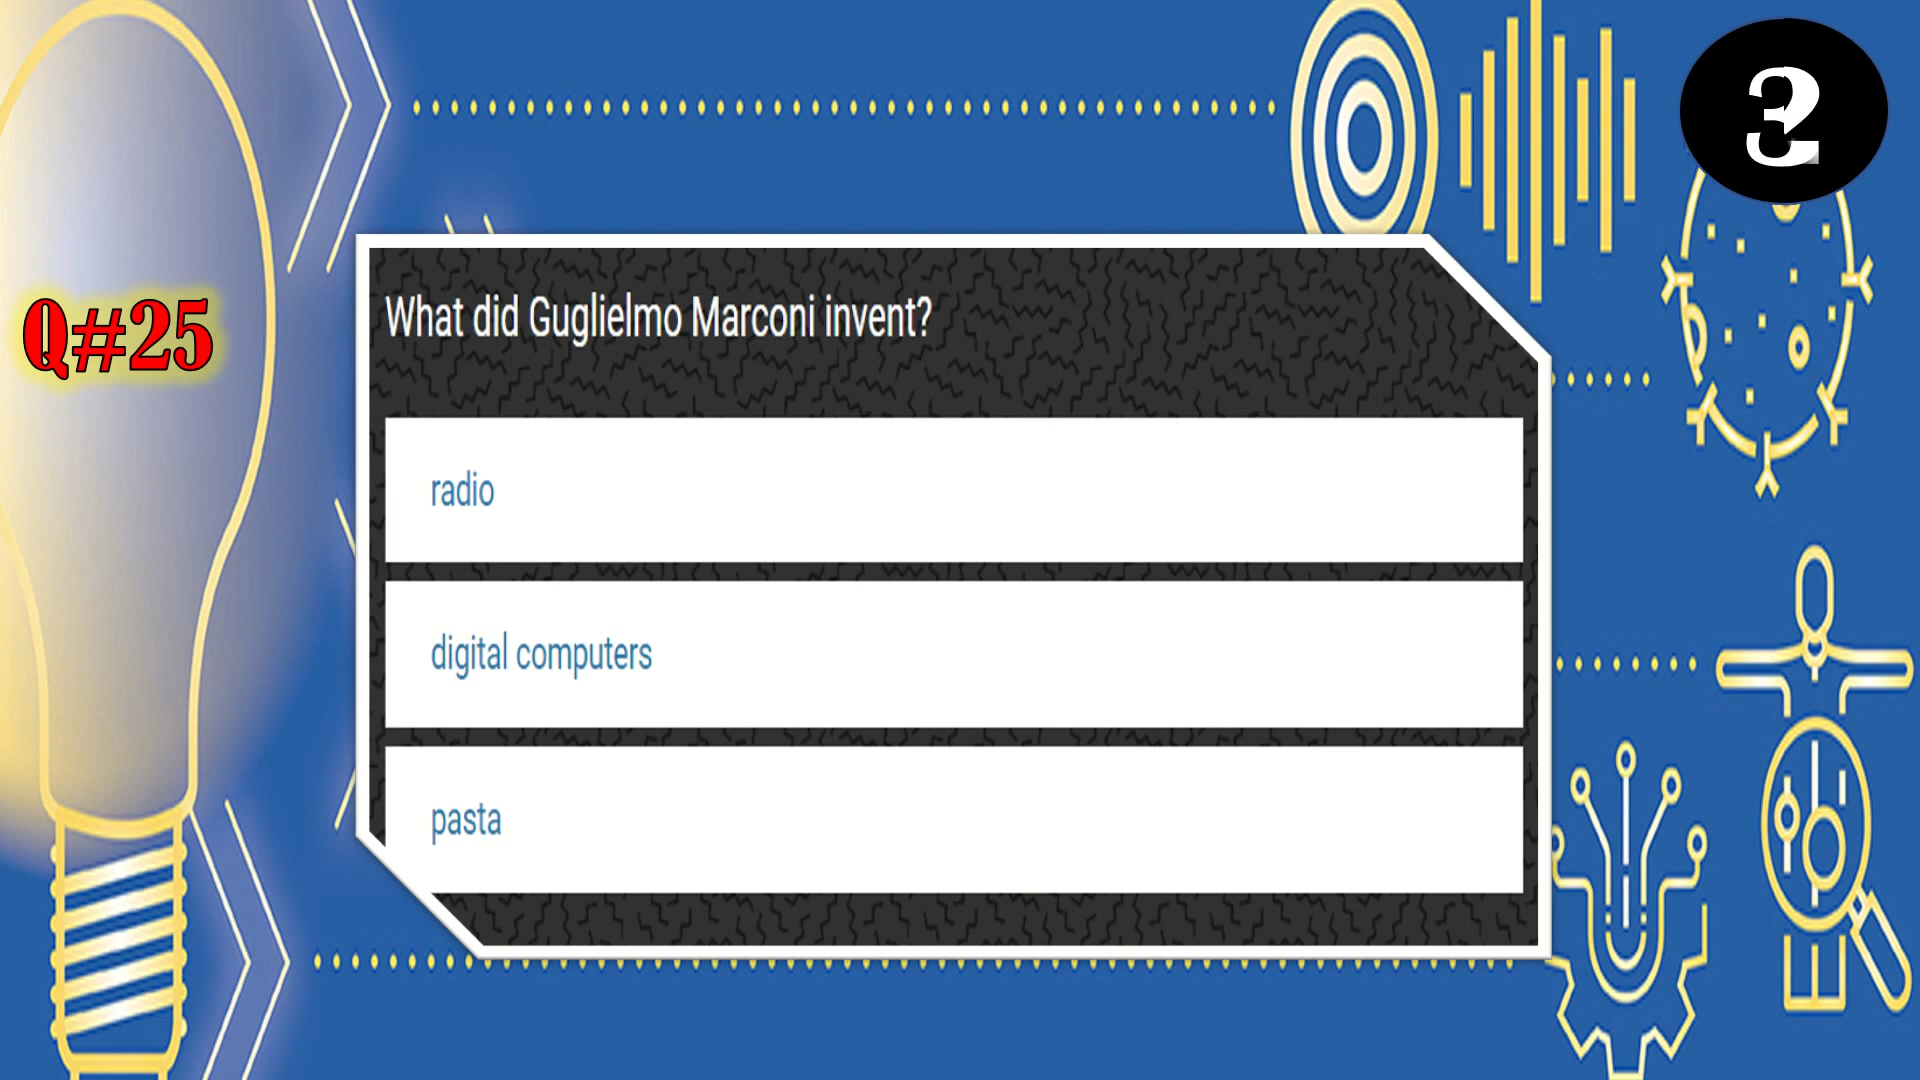 Q#25
What did Guglielmo Marconi invent?
radio
digital computers
pasta